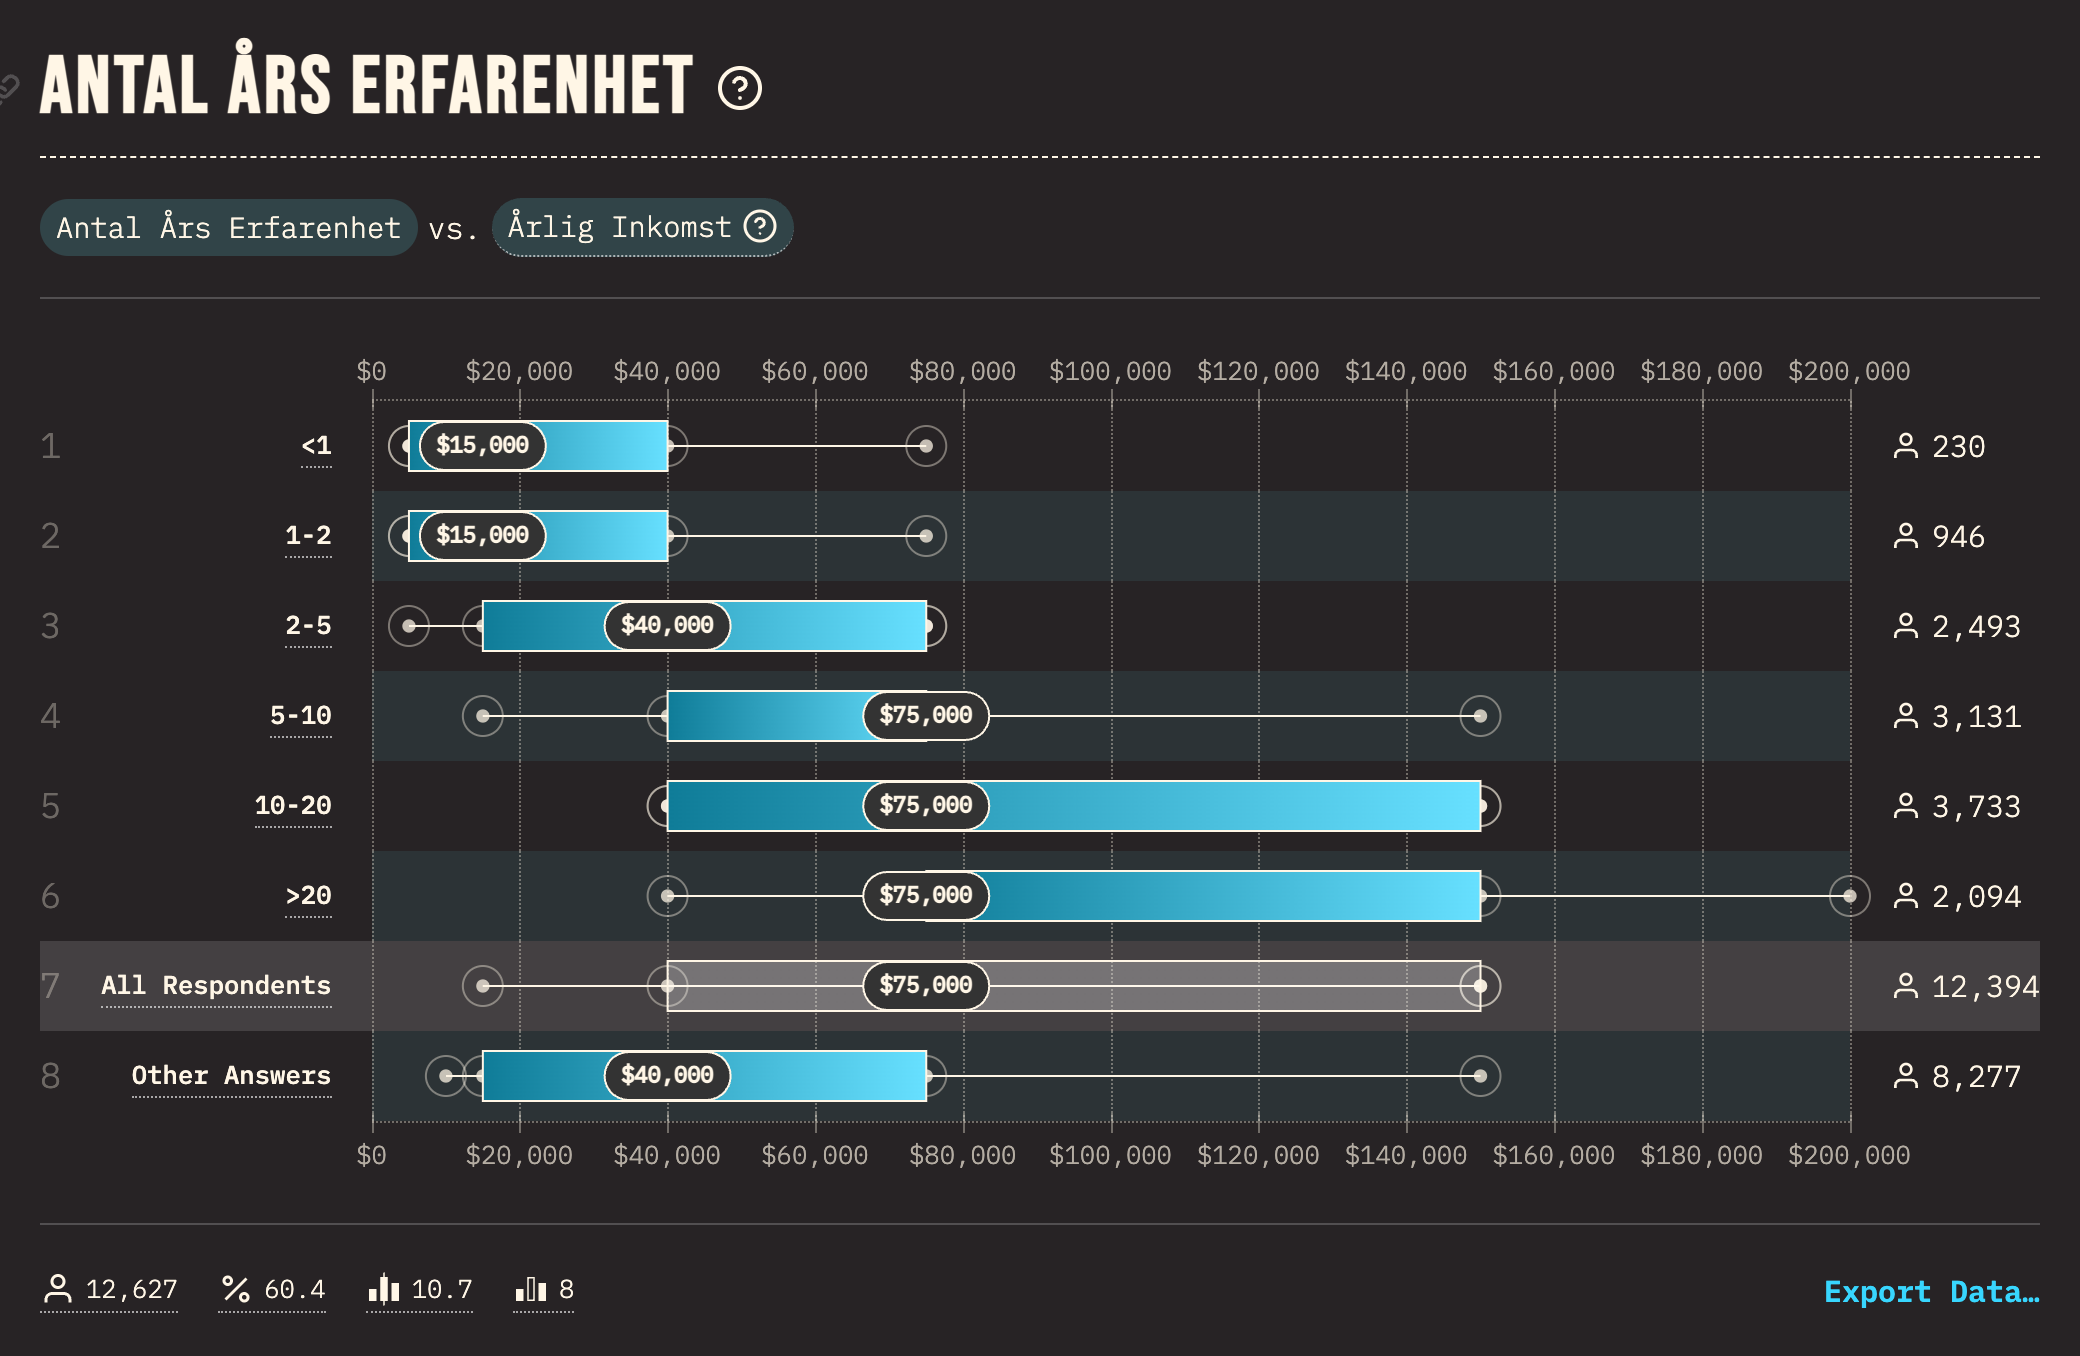 ANTAL ÅRS ERFARENHET
Antal Års Erfarenhet vs. Årlig Inkomst
$0 $20,000 $40,000 $60,000 $80,000 $100,000 $120,000 $140,000 $160,000 $180,000 $200,000
1 <1 $15,000 230
2 1-2 $15,000 946
3 2-5 $40,000 2,493
4 5-10 $75,000 3,131
5 10-20 $75,000 3,733
6 >20 $75,000 2,094
7 All Respondents $75,000 12,394
8 Other Answers $40,000 8,277
$0 $20,000 $40,000 $60,000 $80,000 $100,000 $120,000 $140,000 $160,000 $180,000 $200,000
12,627 % 60.4 10.7 8 Export Data…